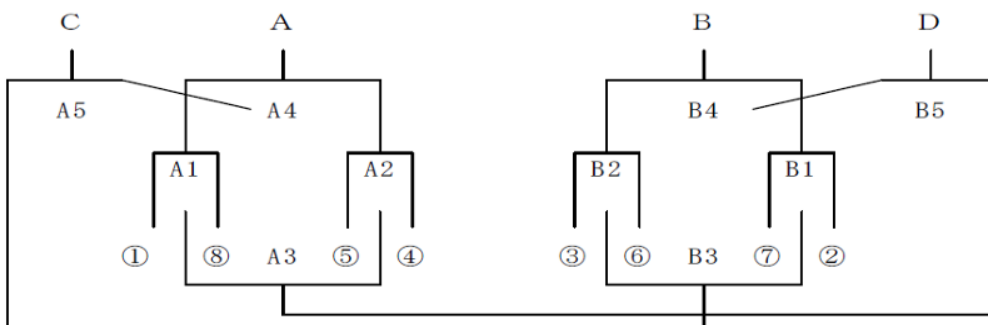 C A B D
A5 A4 B4 B5
A1 A2 B2 B1
① ⑧ A3 ⑤ ④ ③ ⑥ B3 ⑦ ②